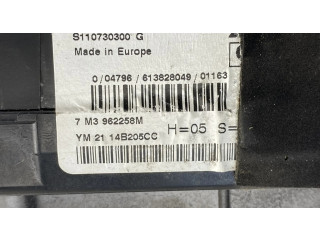 S110730300 G
Made in Europe
0/04796/613828049/01163
7 M3 962258M
YM 21 14B205CC H=05 S=